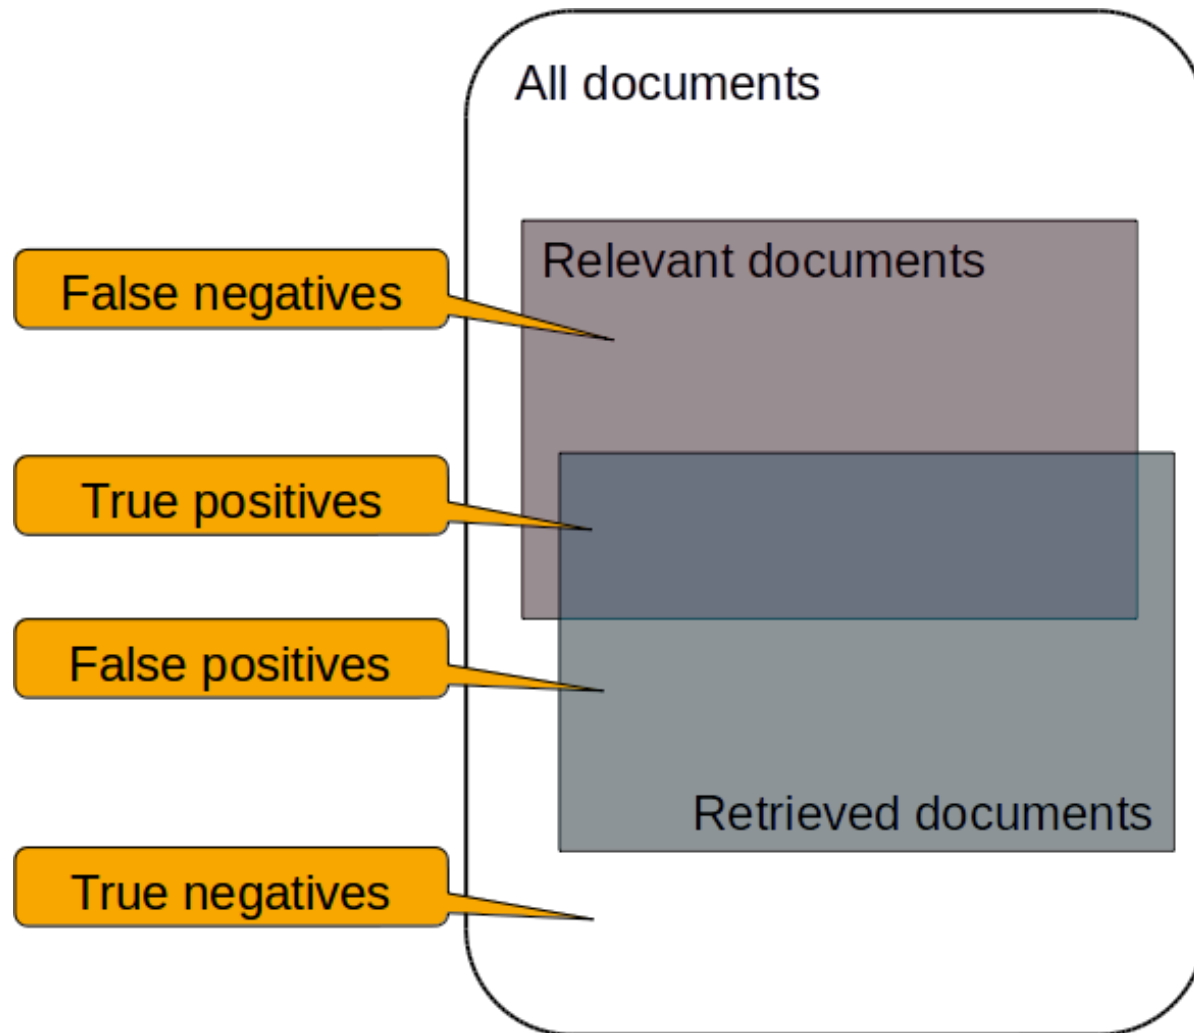 All documents
Relevant documents
False negatives
True positives
False positives
Retrieved documents
True negatives